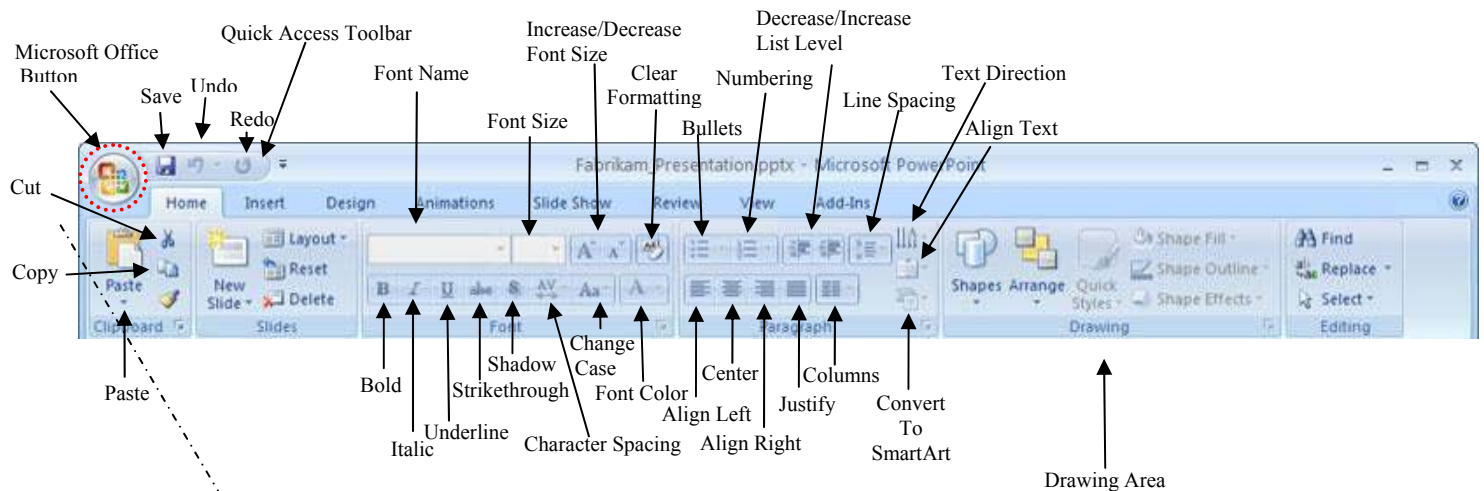 Decrease/Increase
List Level
Increase/Decrease
Font Size
Quick Access Toolbar
Microsoft Office
Button
Font Name
Clear
Formatting
Numbering
Text Direction
Save
Undo
Redo
Font Size
Bullets
Line Spacing
Align Text
Fabrikam_Presentation.pptx - Microsoft PowerPoint
Cut
Home Insert Design Animations Slide Show Review View Add-Ins
Copy
Paste
New
Slide
Layout
Reset
Delete
A A
B I U abc S AV Aa A
Shapes Arrange Quick
Styles
Shape Fill
Shape Outline
Shape Effects
Find
Replace
Select
Clipboard Slides Font Paragraph Drawing Editing
Paste
Bold
Italic
Underline
Strikethrough
Shadow
Character Spacing
Change
Case
Font Color
Align Left
Center
Align Right
Justify
Columns
Convert
To
SmartArt
Drawing Area